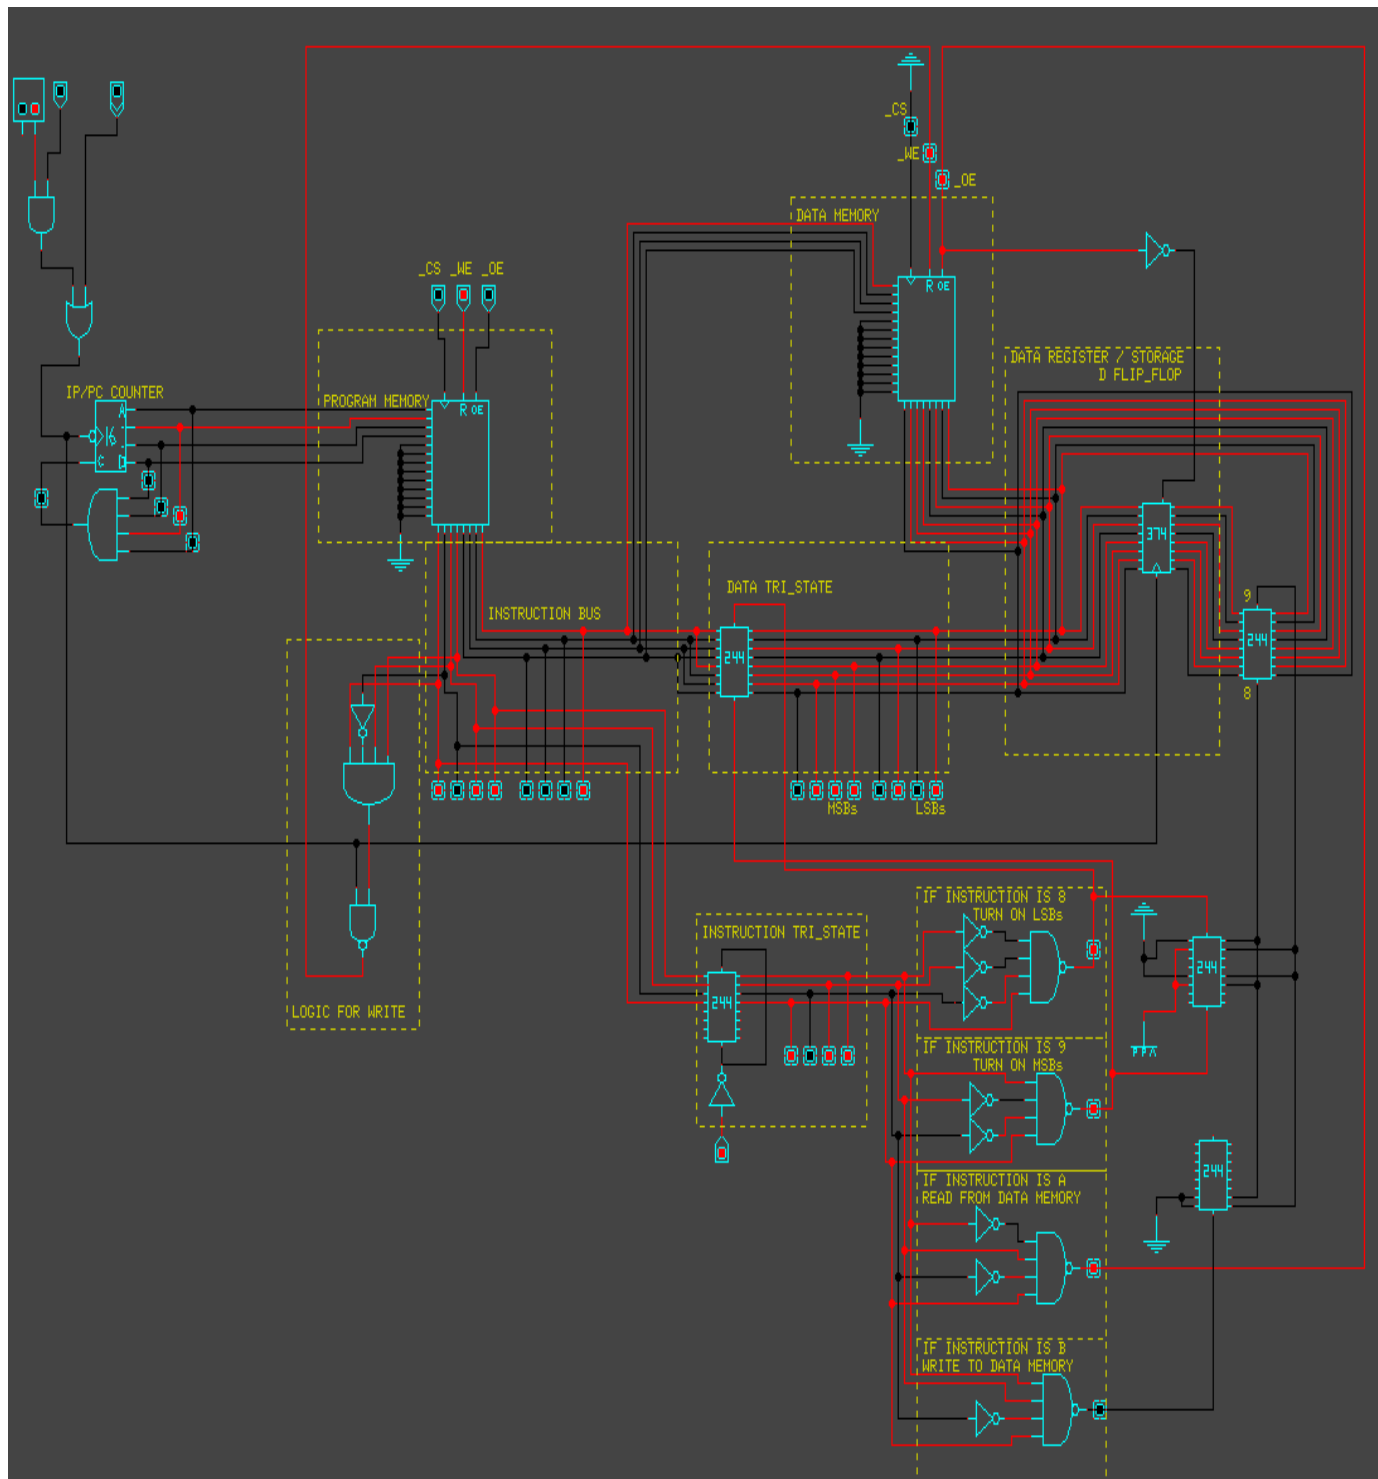 _CS
_WE
_OE
DATA MEMORY
R OE
_CS _WE _OE
DATA REGISTER / STORAGE
D FLIP_FLOP
IP/PC COUNTER
PROGRAM MEMORY
A
16
C D
R OE
374
DATA TRI_STATE
INSTRUCTION BUS
9
244
244
8
MSBs
LSBs
IF INSTRUCTION IS 8
TURN ON LSBs
INSTRUCTION TRI_STATE
244
244
LOGIC FOR WRITE
IF INSTRUCTION IS 9
TURN ON MSBs
244
IF INSTRUCTION IS A
READ FROM DATA MEMORY
IF INSTRUCTION IS B
WRITE TO DATA MEMORY